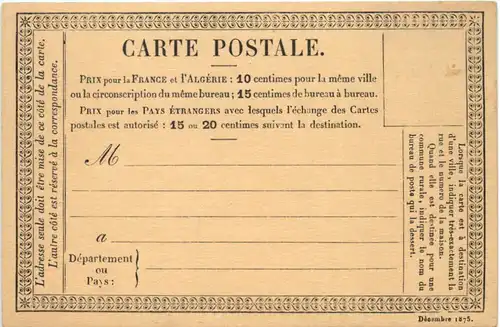 CARTE POSTALE.
PRIX pour la FRANCE et l'ALGÉRIE : 10 centimes pour la même ville
ou la circonscription du même bureau ; 15 centimes de bureau à bureau.
PRIX pour les PAYS ÉTRANGERS avec lesquels l'échange des Cartes
postales est autorisé : 15 ou 20 centimes suivant la destination.
L'adresse seule doit être mise de ce côté de la carte.
L'autre côté est réservé à la correspondance.
M
a
Département
ou
Pays :
Lorsque la carte est à destination
d'une ville, indiquer très-exactement la
rue et le numéro de la maison.
Quand elle est destinée pour une
commune rurale, indiquer le nom du
bureau de poste qui la dessert.
Décembre 1875.